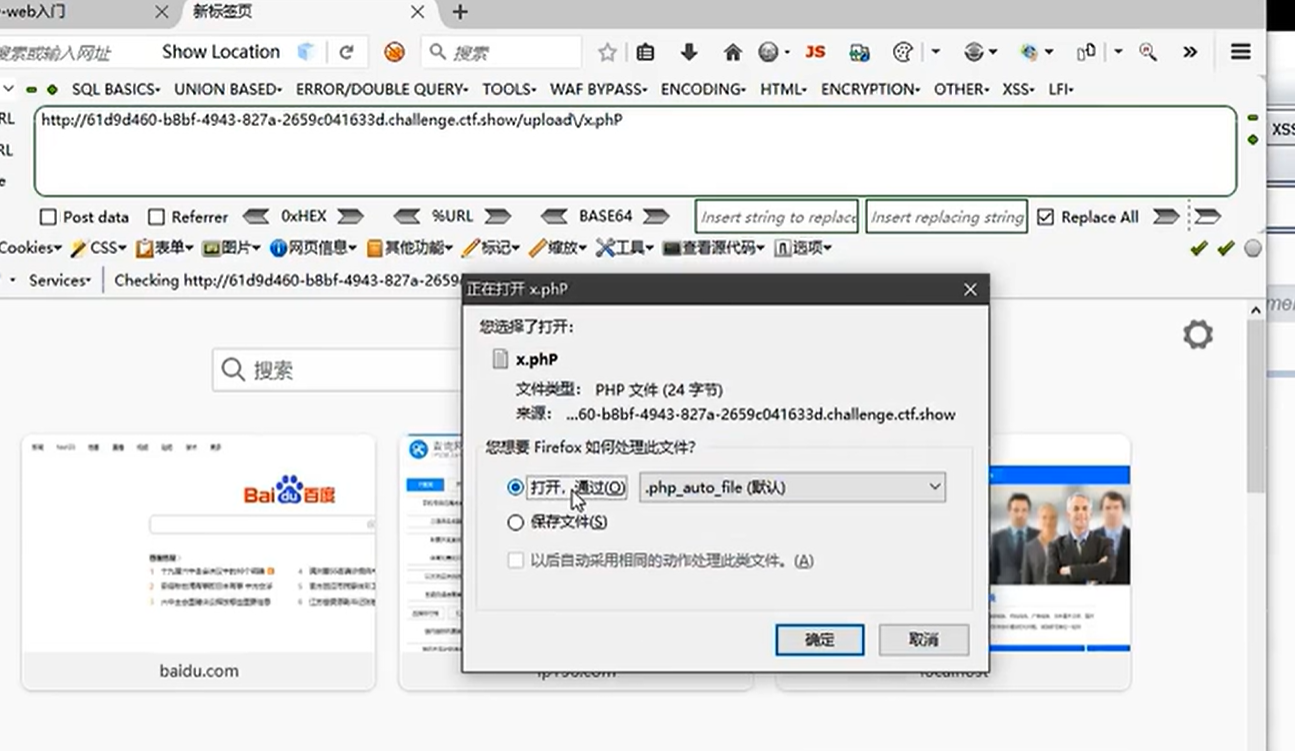 -web入门
新标签页
搜索或输入网址 Show Location 搜索 JS
SQL BASICS UNION BASED ERROR/DOUBLE QUERY TOOLS WAF BYPASS ENCODING HTML ENCRYPTION OTHER XSS LFI
RL
http://61d9d460-b8bf-4943-827a-2659c041633d.challenge.ctf.show/upload\/x.phP
XSS
RL
e
Post data Referrer 0xHEX %URL BASE64 Insert string to replace Insert replacing string Replace All
Cookies CSS 表单 图片 网页信息 其他功能 标记 缩放 工具 查看源代码 选项
Services Checking http://61d9d460-b8bf-4943-827a-2659
正在打开 x.phP
您选择了打开:
x.phP
文件类型: PHP 文件 (24 字节)
来源: ...60-b8bf-4943-827a-2659c041633d.challenge.ctf.show
您想要 Firefox 如何处理此文件?
打开,通过(O) .php_auto_file (默认)
保存文件(S)
以后自动采用相同的动作处理此类文件。(A)
确定 取消
搜索
Bai du 百度
baidu.com
localhost